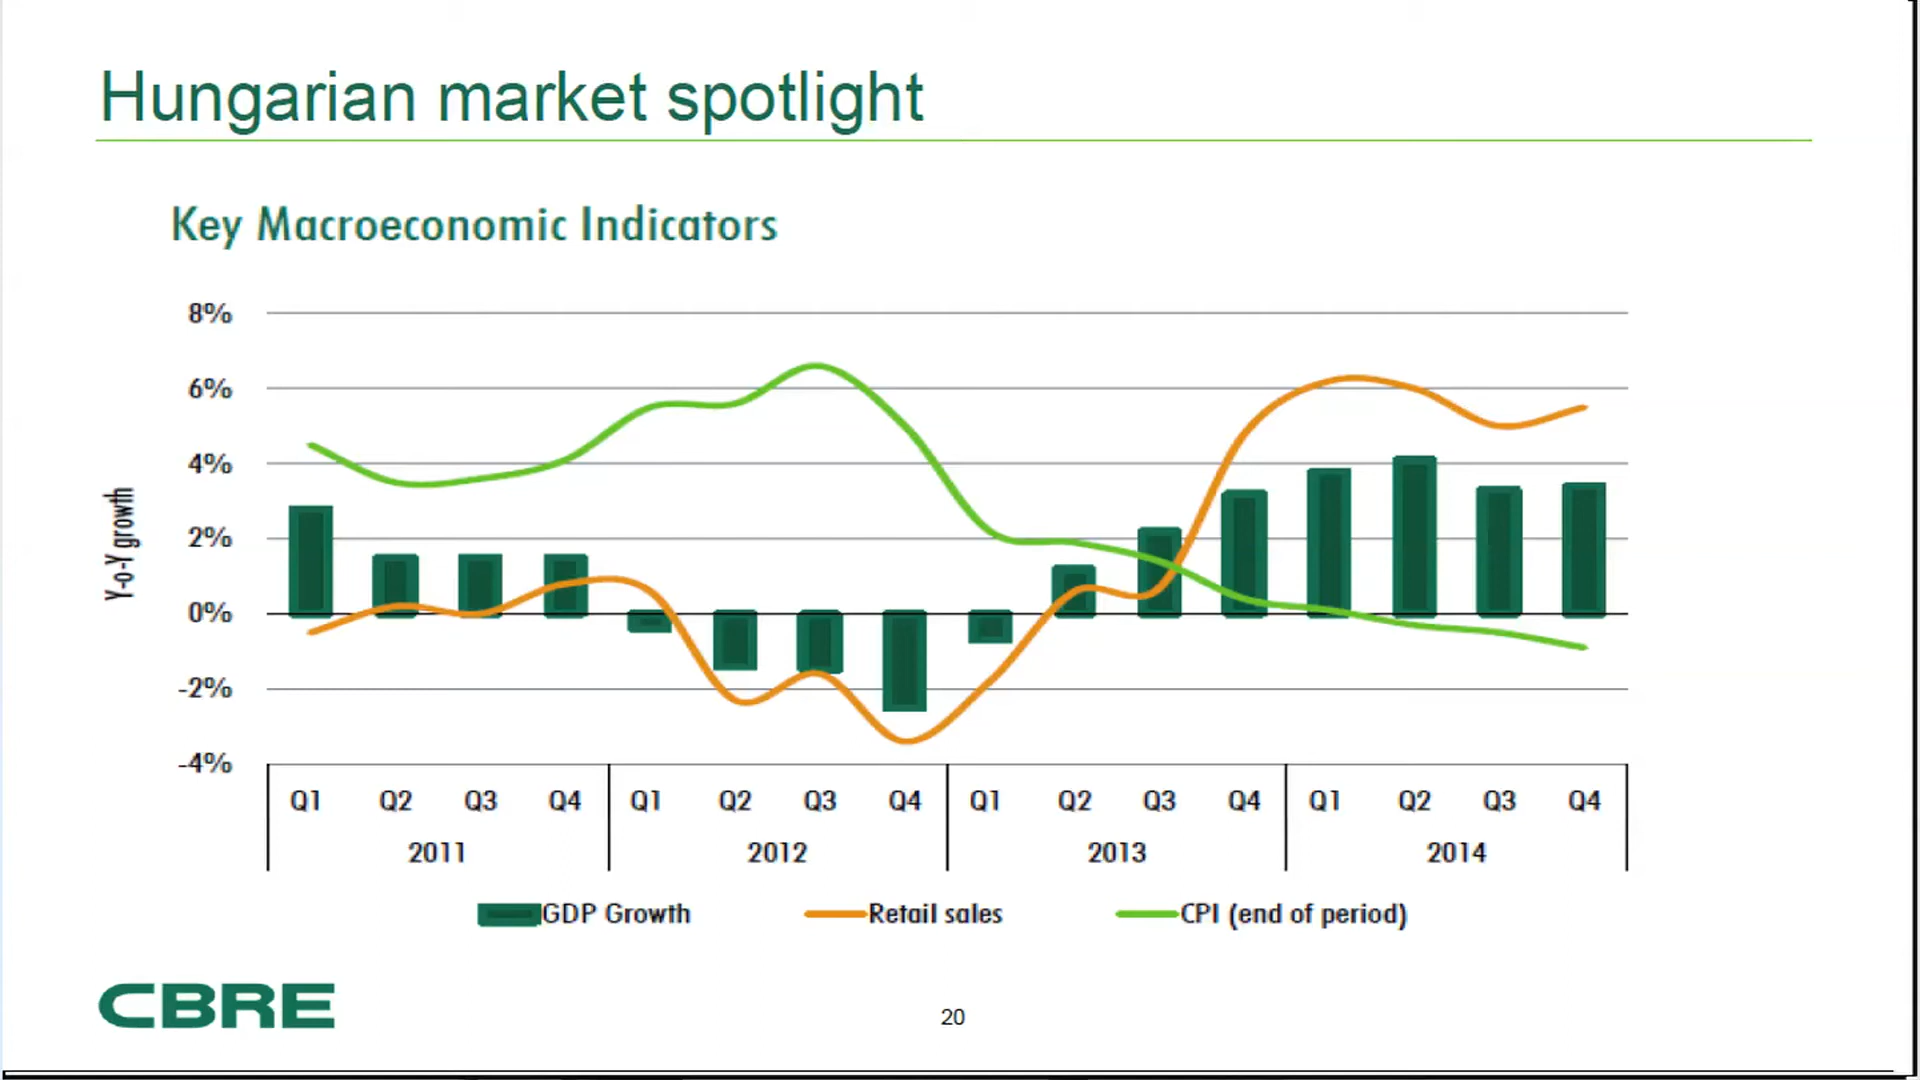 Hungarian market spotlight
Key Macroeconomic Indicators
8%
6%
4%
2%
0%
-2%
-4%
Y-o-Y growth
Q1 Q2 Q3 Q4 Q1 Q2 Q3 Q4 Q1 Q2 Q3 Q4 Q1 Q2 Q3 Q4
2011 2012 2013 2014
GDP Growth Retail sales CPI (end of period)
CBRE
20